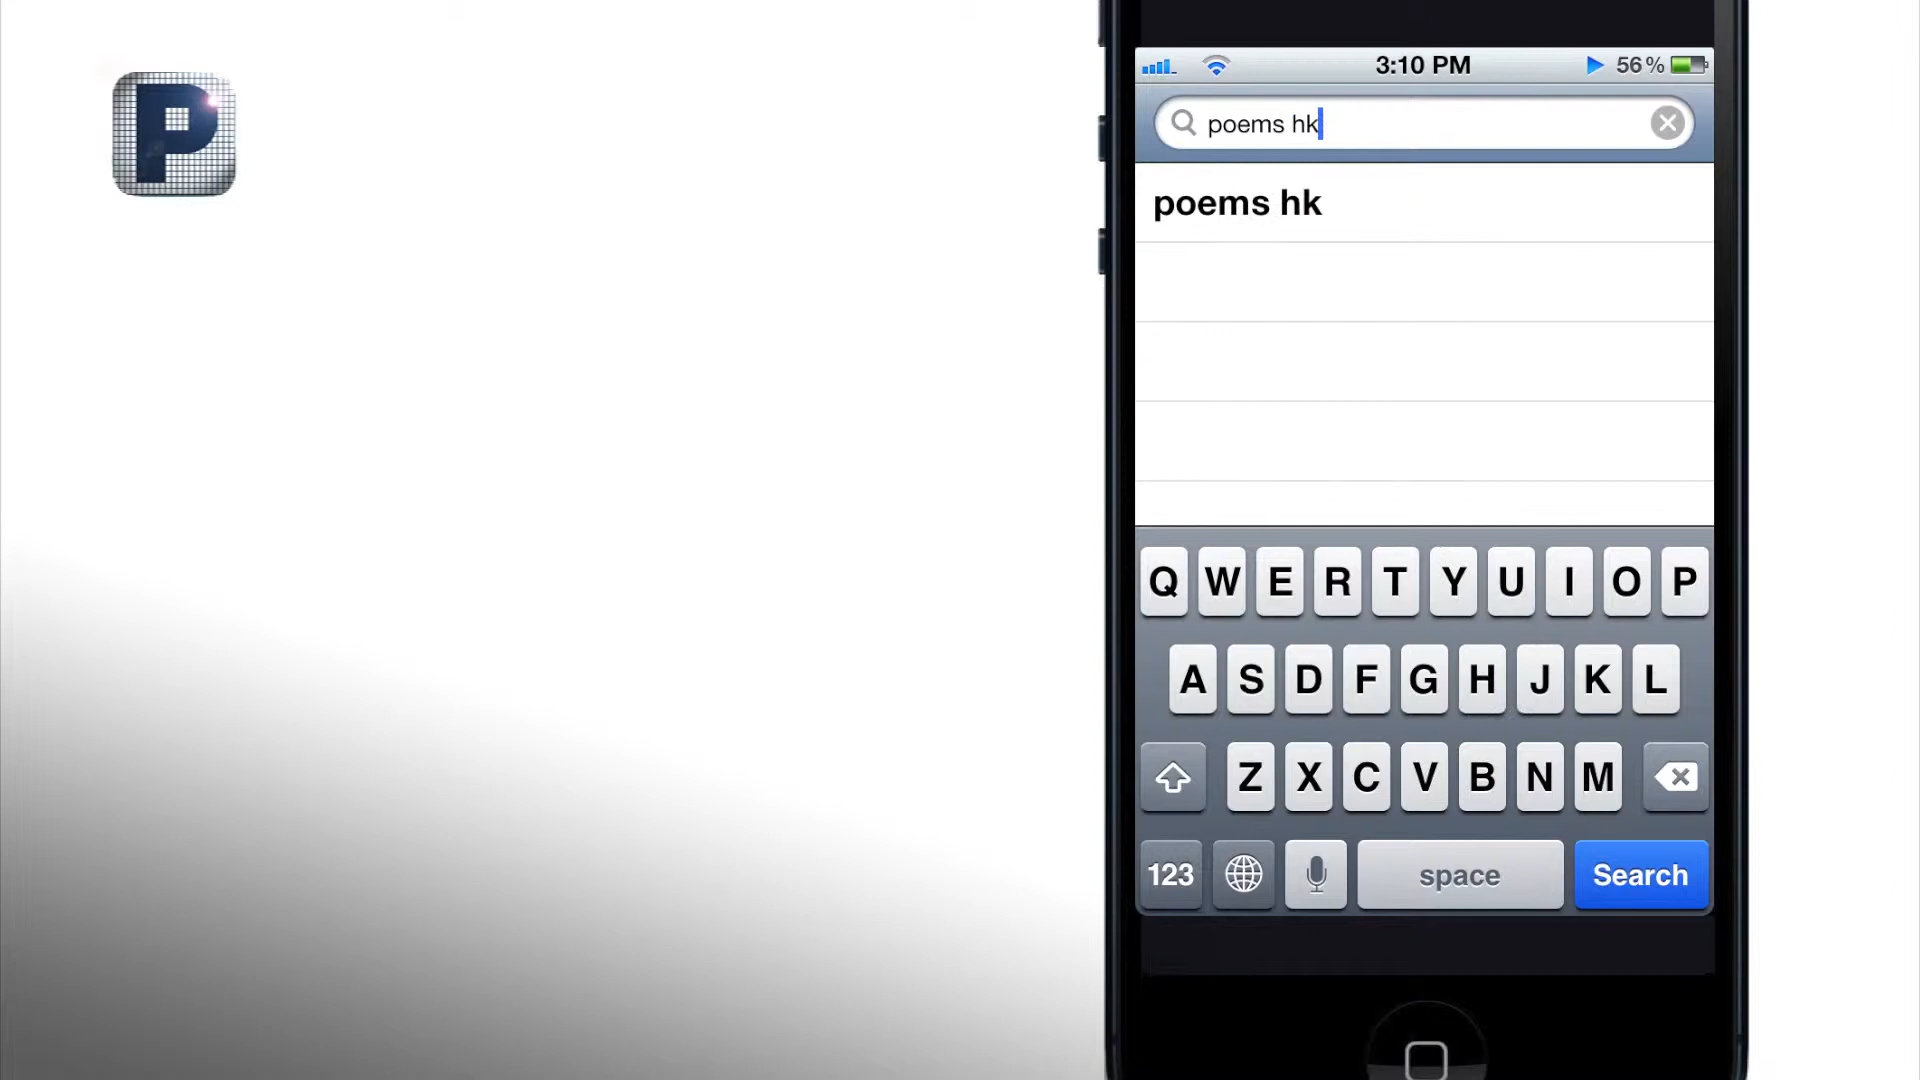 P
3:10 PM 56%
poems hk
poems hk
Q W E R T Y U I O P
A S D F G H J K L
Z X C V B N M
123 space Search